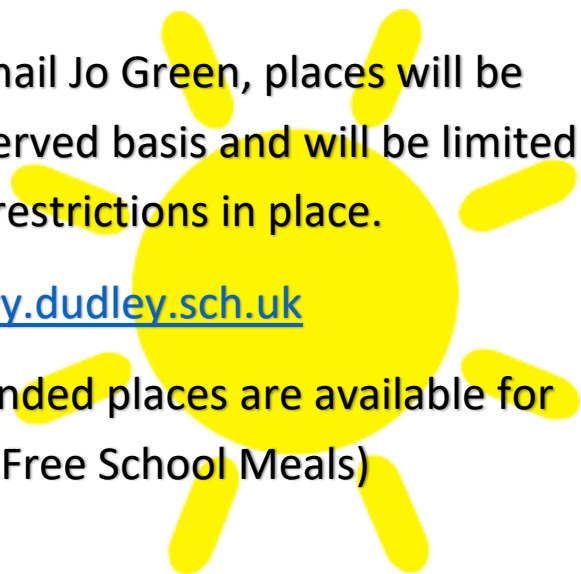 nail Jo Green, places will be
erved basis and will be limited
restrictions in place.
y.dudley.sch.uk
nded places are available for
Free School Meals)